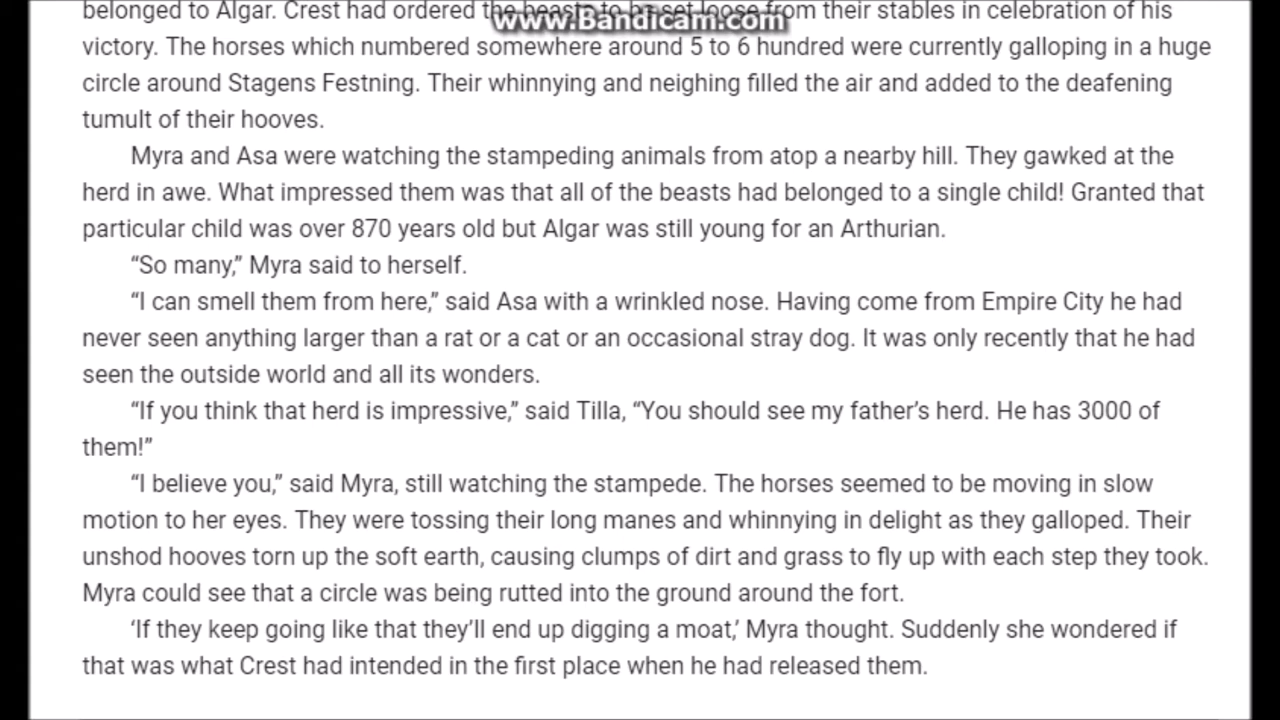 belonged to Algar. Crest had ordered the beasts to be set loose from their stables in celebration of his
www.Bandicam.com
victory. The horses which numbered somewhere around 5 to 6 hundred were currently galloping in a huge
circle around Stagens Festning. Their whinnying and neighing filled the air and added to the deafening
tumult of their hooves.
Myra and Asa were watching the stampeding animals from atop a nearby hill. They gawked at the
herd in awe. What impressed them was that all of the beasts had belonged to a single child! Granted that
particular child was over 870 years old but Algar was still young for an Arthurian.
“So many,” Myra said to herself.
“I can smell them from here,” said Asa with a wrinkled nose. Having come from Empire City he had
never seen anything larger than a rat or a cat or an occasional stray dog. It was only recently that he had
seen the outside world and all its wonders.
“If you think that herd is impressive,” said Tilla, “You should see my father’s herd. He has 3000 of
them!”
“I believe you,” said Myra, still watching the stampede. The horses seemed to be moving in slow
motion to her eyes. They were tossing their long manes and whinnying in delight as they galloped. Their
unshod hooves torn up the soft earth, causing clumps of dirt and grass to fly up with each step they took.
Myra could see that a circle was being rutted into the ground around the fort.
‘If they keep going like that they’ll end up digging a moat,’ Myra thought. Suddenly she wondered if
that was what Crest had intended in the first place when he had released them.